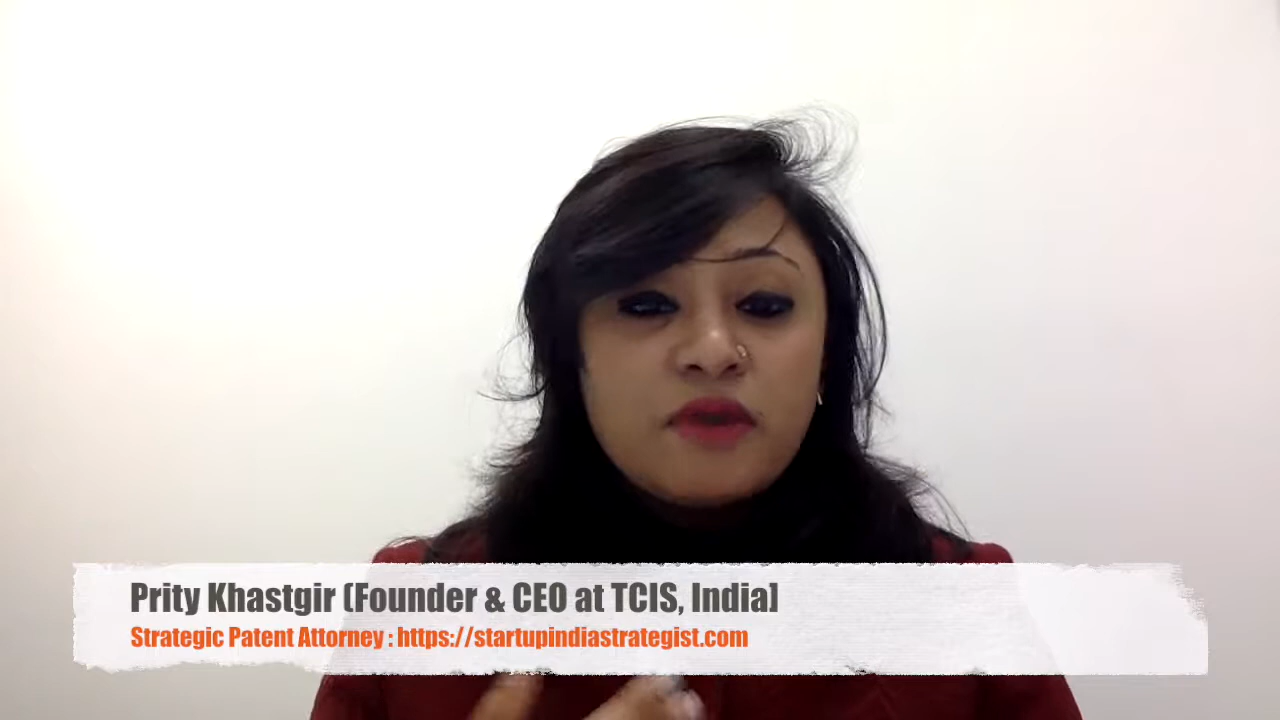 Prity Khastgir (Founder & CEO at TCIS, India]
Strategic Patent Attorney : https://startupindiastrategist.com